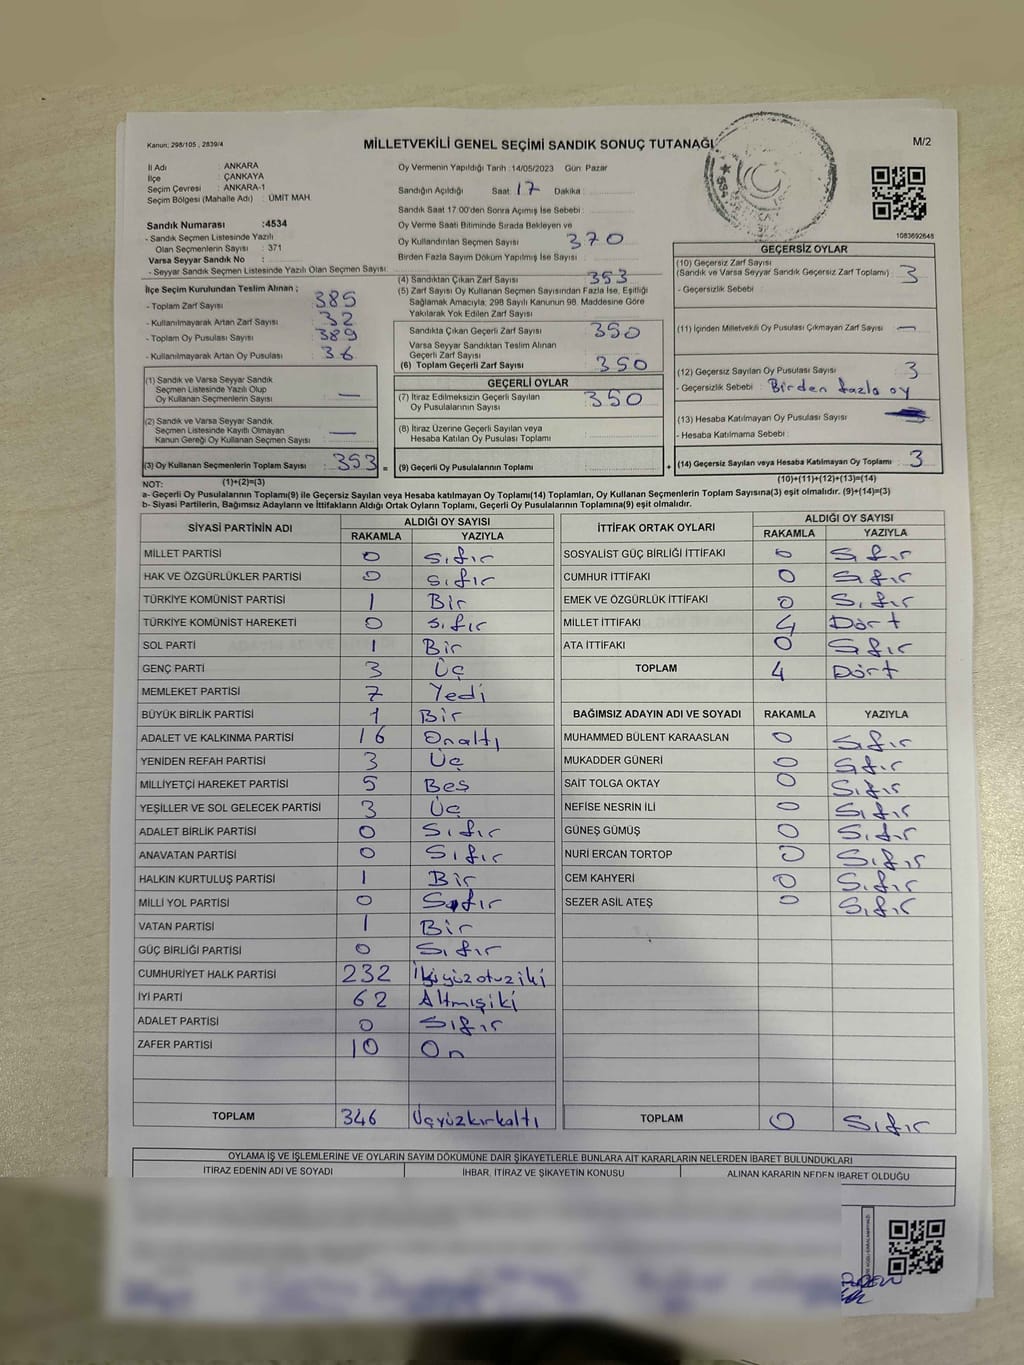 Kanun: 298/105 , 2839/4
MİLLETVEKİLİ GENEL SEÇİMİ SANDIK SONUÇ TUTANAĞI
M/2
İl Adı : ANKARA
İlçe : ÇANKAYA
Seçim Çevresi : ANKARA-1
Seçim Bölgesi (Mahalle Adı) : ÜMİT MAH.
Sandık Numarası :4534
- Sandık Seçmen Listesinde Yazılı
Olan Seçmenlerin Sayısı : 371
Varsa Seyyar Sandık No :
- Seyyar Sandık Seçmen Listesinde Yazılı Olan Seçmen Sayısı:
Oy Vermenin Yapıldığı Tarih :14/05/2023 Gün :Pazar
Sandığın Açıldığı Saat: 17 Dakika :
Sandık Saat 17:00'den Sonra Açılmış İse Sebebi :
Oy Verme Saati Bitiminde Sırada Bekleyen ve
Oy Kullandırılan Seçmen Sayısı : 370
Birden Fazla Sayım Döküm Yapılmış İse Sayısı :
1083692648
İlçe Seçim Kurulundan Teslim Alınan ;
- Toplam Zarf Sayısı : 385
- Kullanılmayarak Artan Zarf Sayısı : 32
- Toplam Oy Pusulası Sayısı : 389
- Kullanılmayarak Artan Oy Pusulası : 36
(4) Sandıktan Çıkan Zarf Sayısı : 353
(5) Zarf Sayısı Oy Kullanan Seçmen Sayısından Fazla İse, Eşitliği
Sağlamak Amacıyla; 298 Sayılı Kanunun 98. Maddesine Göre
Yakılarak Yok Edilen Zarf Sayısı :
Sandıkta Çıkan Geçerli Zarf Sayısı : 350
Varsa Seyyar Sandıktan Teslim Alınan
Geçerli Zarf Sayısı :
(6) Toplam Geçerli Zarf Sayısı : 350
GEÇERSİZ OYLAR
(10) Geçersiz Zarf Sayısı
(Sandık ve Varsa Seyyar Sandık Geçersiz Zarf Toplamı) : 3
- Geçersizlik Sebebi :
(11) İçinden Milletvekili Oy Pusulası Çıkmayan Zarf Sayısı : —
(12) Geçersiz Sayılan Oy Pusulası Sayısı : 3
- Geçersizlik Sebebi : Birden fazla oy
(13) Hesaba Katılmayan Oy Pusulası Sayısı :
- Hesaba Katılmama Sebebi :
(14) Geçersiz Sayılan veya Hesaba Katılmayan Oy Toplamı : 3
(10)+(11)+(12)+(13)=(14)
(1) Sandık ve Varsa Seyyar Sandık
Seçmen Listesinde Yazılı Olup
Oy Kullanan Seçmenlerin Sayısı : —
(2) Sandık ve Varsa Seyyar Sandık
Seçmen Listesinde Kayıtlı Olmayan
Kanun Gereği Oy Kullanan Seçmen Sayısı : —
(3) Oy Kullanan Seçmenlerin Toplam Sayısı : 353 =
(1)+(2)=(3)
GEÇERLİ OYLAR
(7) İtiraz Edilmeksizin Geçerli Sayılan
Oy Pusulalarının Sayısı : 350
(8) İtiraz Üzerine Geçerli Sayılan veya
Hesaba Katılan Oy Pusulası Toplamı :
(9) Geçerli Oy Pusulalarının Toplamı : +
NOT:
a- Geçerli Oy Pusulalarının Toplamı(9) ile Geçersiz Sayılan veya Hesaba katılmayan Oy Toplamı(14) Toplamları, Oy Kullanan Seçmenlerin Toplam Sayısına(3) eşit olmalıdır. (9)+(14)=(3)
b- Siyasi Partilerin, Bağımsız Adayların ve İttifakların Aldığı Ortak Oyların Toplamı, Geçerli Oy Pusulalarının Toplamına(9) eşit olmalıdır.
SİYASİ PARTİNİN ADI ALDIĞI OY SAYISI
RAKAMLA YAZIYLA
MİLLET PARTİSİ 0 Sıfır
HAK VE ÖZGÜRLÜKLER PARTİSİ 0 Sıfır
TÜRKİYE KOMÜNİST PARTİSİ 1 Bir
TÜRKİYE KOMÜNİST HAREKETİ 0 Sıfır
SOL PARTİ 1 Bir
GENÇ PARTİ 3 Üç
MEMLEKET PARTİSİ 7 Yedi
BÜYÜK BİRLİK PARTİSİ 1 Bir
ADALET VE KALKINMA PARTİSİ 16 Onaltı
YENİDEN REFAH PARTİSİ 3 Üç
MİLLİYETÇİ HAREKET PARTİSİ 5 Beş
YEŞİLLER VE SOL GELECEK PARTİSİ 3 Üç
ADALET BİRLİK PARTİSİ 0 Sıfır
ANAVATAN PARTİSİ 0 Sıfır
HALKIN KURTULUŞ PARTİSİ 1 Bir
MİLLİ YOL PARTİSİ 0 Sıfır
VATAN PARTİSİ 1 Bir
GÜÇ BİRLİĞİ PARTİSİ 0 Sıfır
CUMHURİYET HALK PARTİSİ 232 İkiyüzotuziki
İYİ PARTİ 62 Altmışiki
ADALET PARTİSİ 0 Sıfır
ZAFER PARTİSİ 10 On
TOPLAM 346 Üçyüzkırkaltı
İTTİFAK ORTAK OYLARI ALDIĞI OY SAYISI
RAKAMLA YAZIYLA
SOSYALİST GÜÇ BİRLİĞİ İTTİFAKI 0 Sıfır
CUMHUR İTTİFAKI 0 Sıfır
EMEK VE ÖZGÜRLÜK İTTİFAKI 0 Sıfır
MİLLET İTTİFAKI 4 Dört
ATA İTTİFAKI 0 Sıfır
TOPLAM 4 Dört
BAĞIMSIZ ADAYIN ADI VE SOYADI RAKAMLA YAZIYLA
MUHAMMED BÜLENT KARAASLAN 0 Sıfır
MUKADDER GÜNERİ 0 Sıfır
SAİT TOLGA OKTAY 0 Sıfır
NEFİSE NESRİN İLİ 0 Sıfır
GÜNEŞ GÜMÜŞ 0 Sıfır
NURİ ERCAN TORTOP 0 Sıfır
CEM KAHYERİ 0 Sıfır
SEZER ASİL ATEŞ 0 Sıfır
TOPLAM 0 Sıfır
OYLAMA İŞ VE İŞLEMLERİNE VE OYLARIN SAYIM DÖKÜMÜNE DAİR ŞİKAYETLERLE BUNLARA AİT KARARLARIN NELERDEN İBARET BULUNDUKLARI
İTİRAZ EDENİN ADI VE SOYADI İHBAR, İTİRAZ VE ŞİKAYETİN KONUSU ALINAN KARARIN NEDEN İBARET OLDUĞU